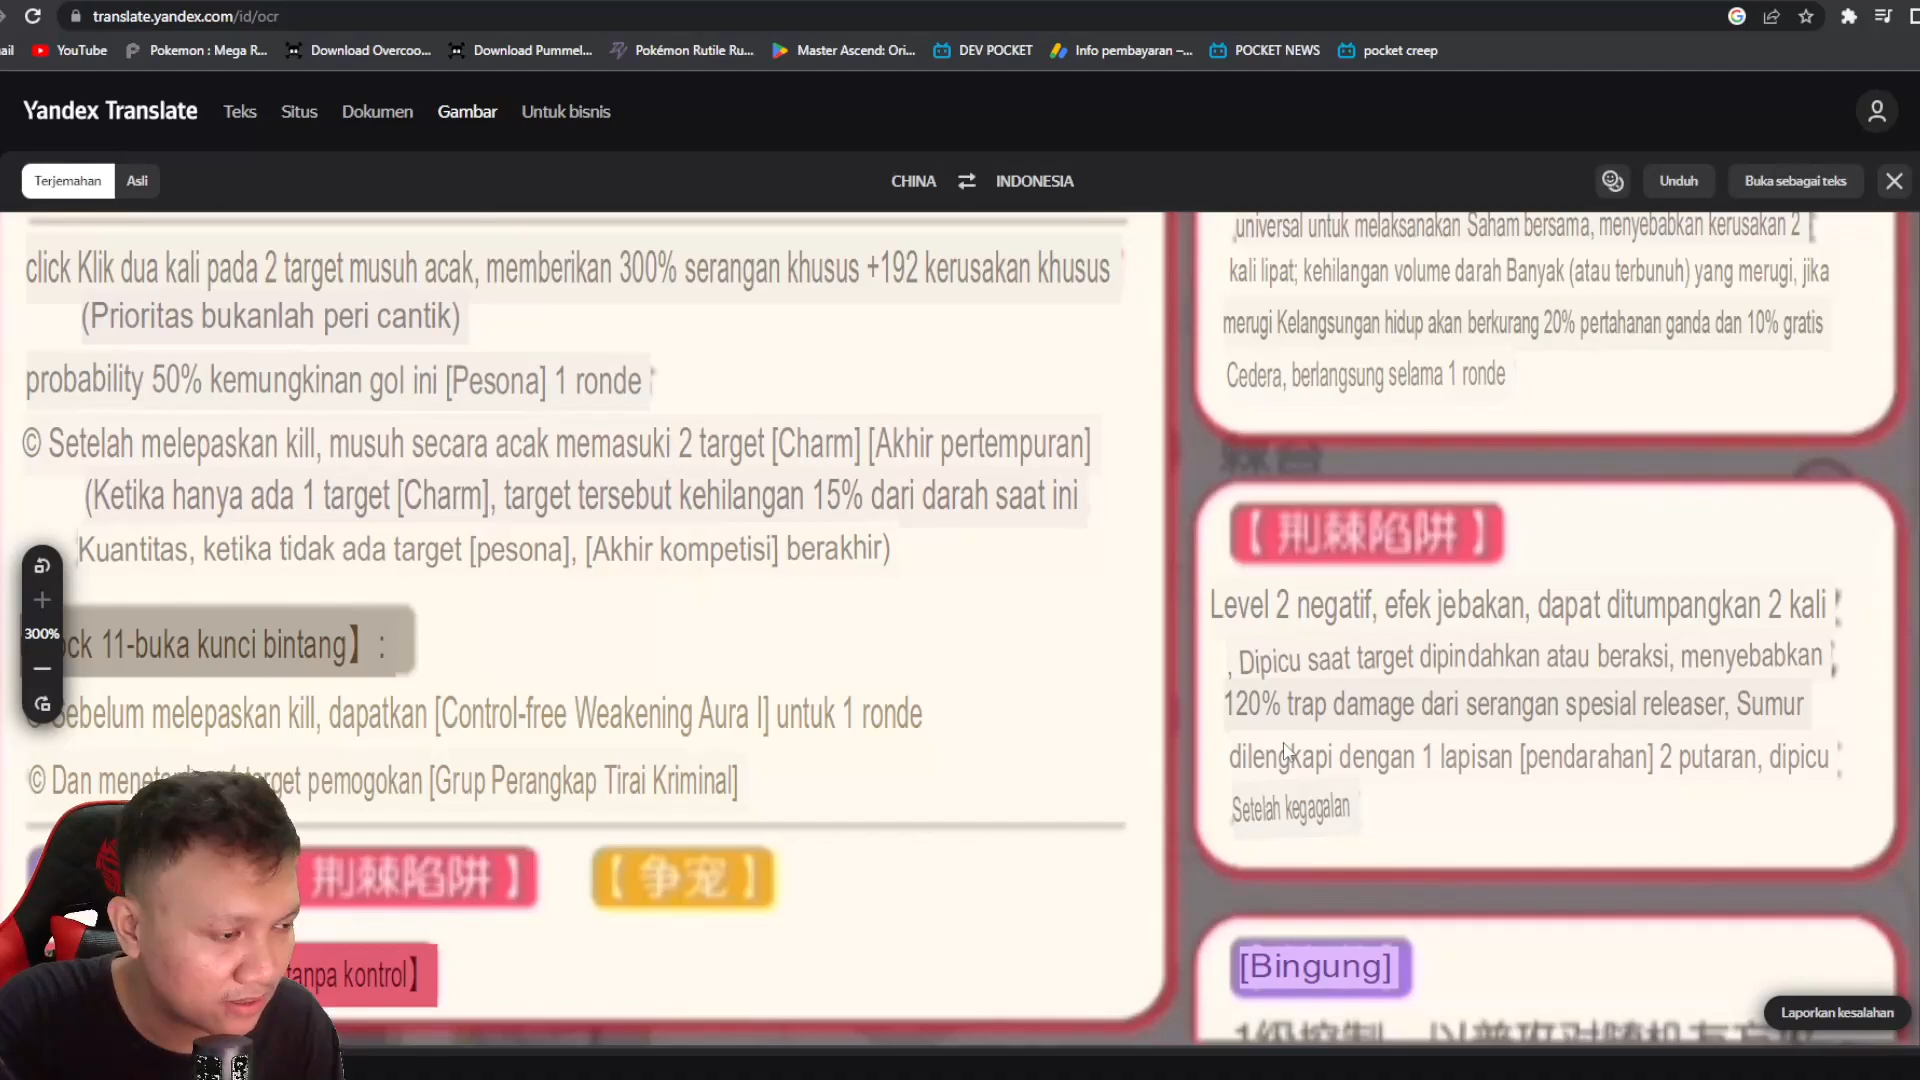 translate.yandex.com/id/ocr
ail
YouTube
Pokemon : Mega R...
Download Overcoo...
Download Pummel...
Pokémon Rutile Ru...
Master Ascend: Ori...
DEV POCKET
Info pembayaran –...
POCKET NEWS
pocket creep
Yandex Translate
Teks
Situs
Dokumen
Gambar
Untuk bisnis
Terjemahan
Asli
CHINA
INDONESIA
Unduh
Buka sebagai teks
click Klik dua kali pada 2 target musuh acak, memberikan 300% serangan khusus +192 kerusakan khusus
(Prioritas bukanlah peri cantik)
probability 50% kemungkinan gol ini [Pesona] 1 ronde
© Setelah melepaskan kill, musuh secara acak memasuki 2 target [Charm] [Akhir pertempuran]
(Ketika hanya ada 1 target [Charm], target tersebut kehilangan 15% dari darah saat ini
Kuantitas, ketika tidak ada target [pesona], [Akhir kompetisi] berakhir)
300%
ock 11-buka kunci bintang】 :
Sebelum melepaskan kill, dapatkan [Control-free Weakening Aura I] untuk 1 ronde
© Dan target pemogokan [Grup Perangkap Tirai Kriminal]
荆棘陷阱 】
【 争宠 】
tanpa kontrol】
universal untuk melaksanakan Saham bersama, menyebabkan kerusakan 2
kali lipat; kehilangan volume darah Banyak (atau terbunuh) yang merugi, jika
merugi Kelangsungan hidup akan berkurang 20% pertahanan ganda dan 10% gratis
Cedera, berlangsung selama 1 ronde
【 荆棘陷阱 】
Level 2 negatif, efek jebakan, dapat ditumpangkan 2 kali
, Dipicu saat target dipindahkan atau beraksi, menyebabkan
120% trap damage dari serangan spesial releaser, Sumur
dilengkapi dengan 1 lapisan [pendarahan] 2 putaran, dipicu
Setelah kegagalan
[Bingung]
Laporkan kesalahan